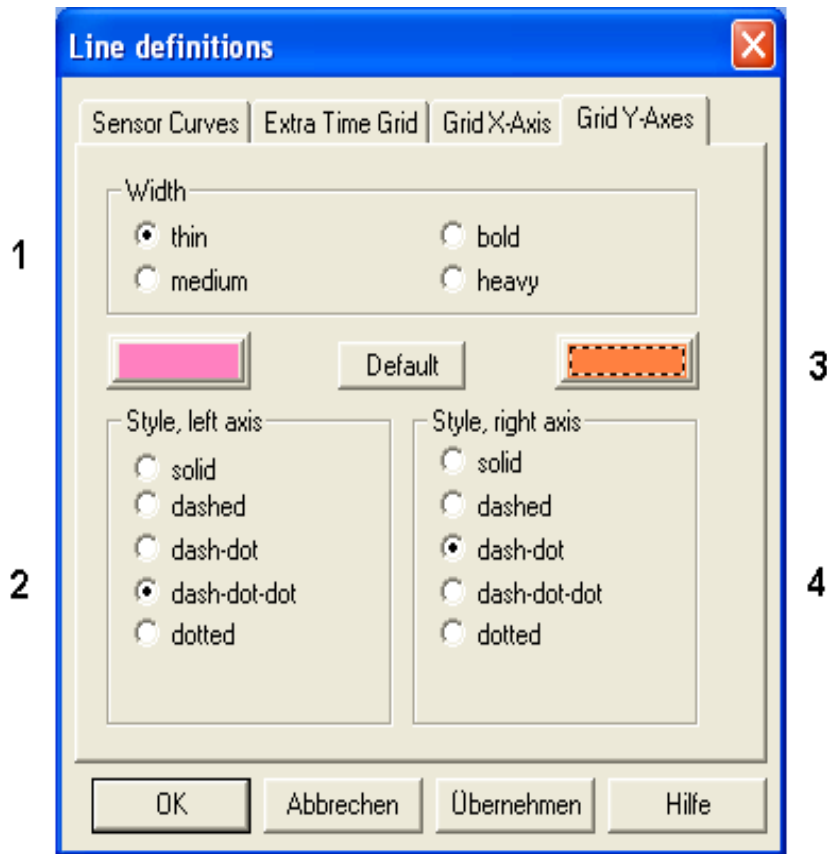 Line definitions
Sensor Curves Extra Time Grid Grid X-Axis Grid Y-Axes
Width
1
thin bold
medium heavy
Default
3
Style, left axis Style, right axis
solid solid
dashed dashed
dash-dot dash-dot
2
dash-dot-dot dash-dot-dot
4
dotted dotted
OK Abbrechen Übernehmen Hilfe